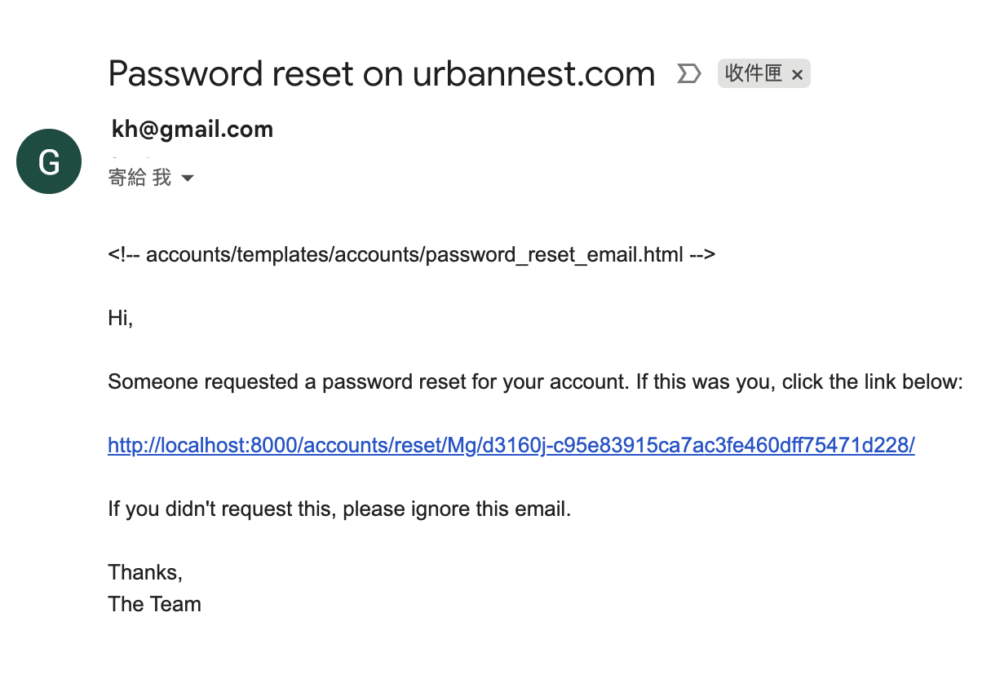 Password reset on urbannest.com 收件匣 ×
kh@gmail.com
G
寄給 我
<!-- accounts/templates/accounts/password_reset_email.html -->
Hi,
Someone requested a password reset for your account. If this was you, click the link below:
http://localhost:8000/accounts/reset/Mg/d3160j-c95e83915ca7ac3fe460dff75471d228/
If you didn't request this, please ignore this email.
Thanks,
The Team